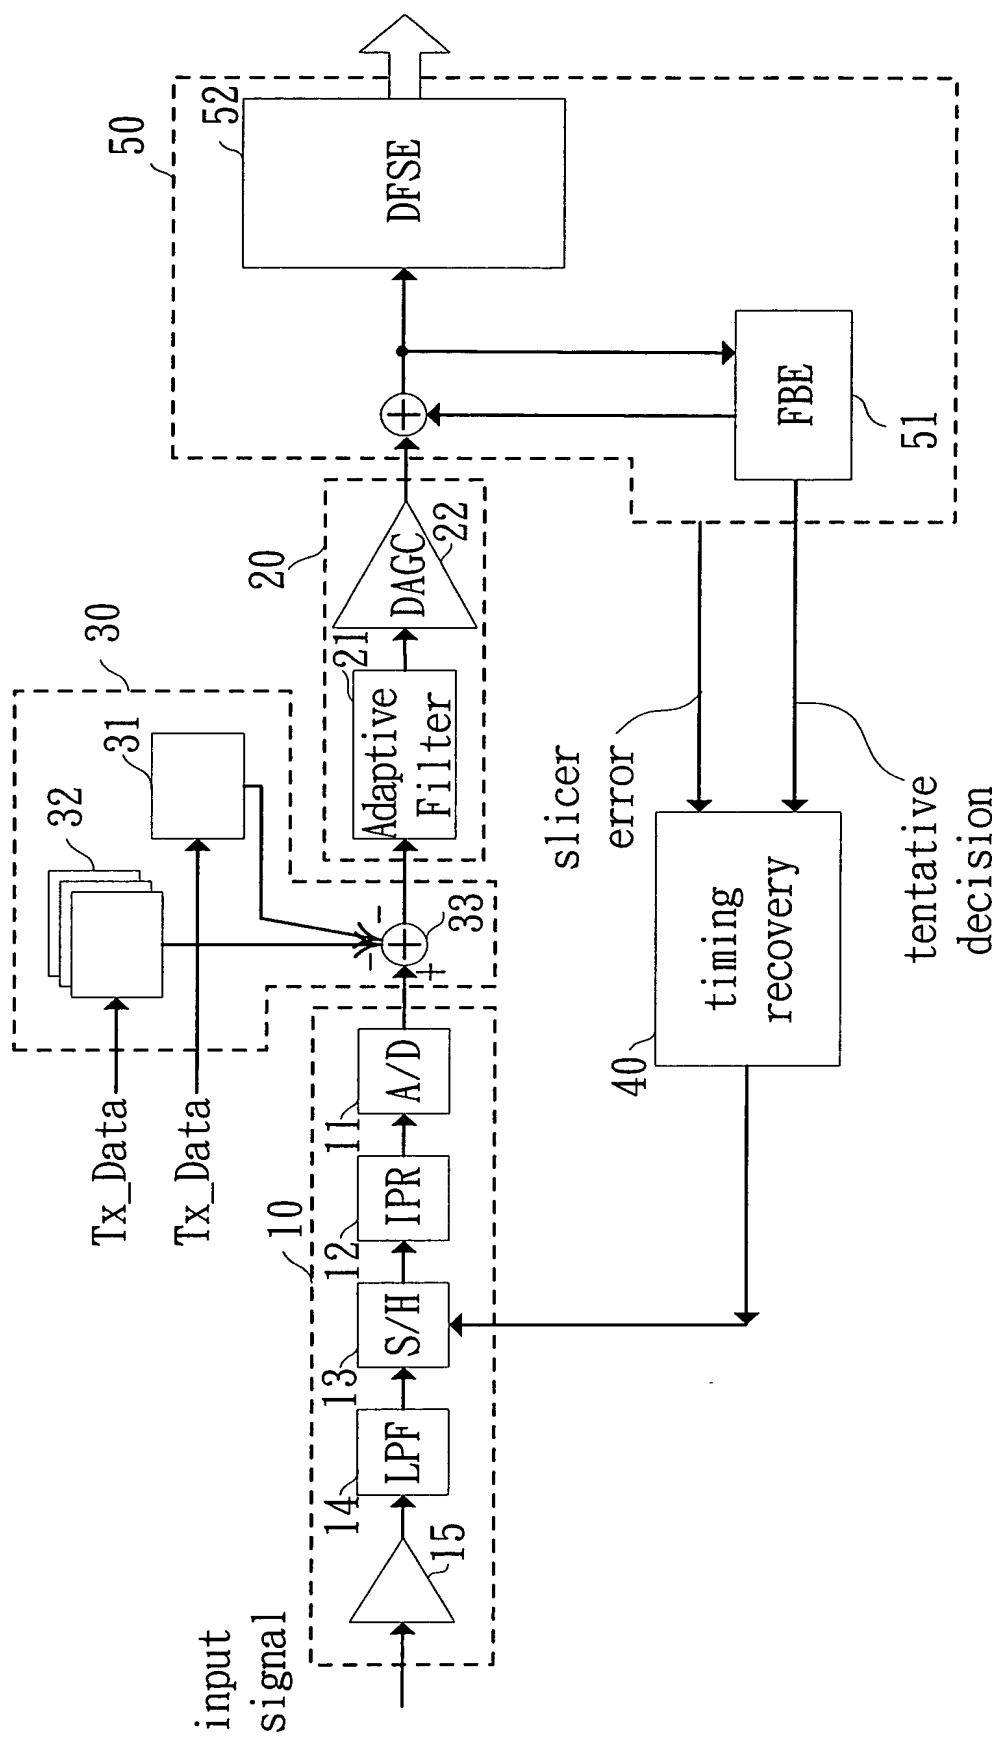 input
signal
10
15
14
LPF
13
S/H
12
IPR
11
A/D
Tx_Data
Tx_Data
30
32
31
-
-
+
33
20
21
Adaptive
Filter
DAGC
22
50
52
DFSE
FBE
51
slicer
error
tentative
decision
40
timing
recovery